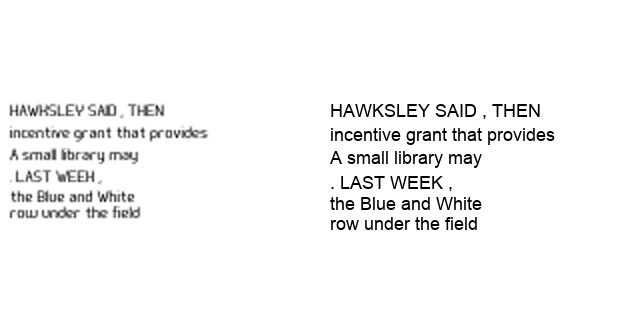 HAWKSLEY SAID , THEN
incentive grant that provides
A small library may
. LAST WEEK ,
the Blue and White
row under the field
HAWKSLEY SAID , THEN
incentive grant that provides
A small library may
. LAST WEEK ,
the Blue and White
row under the field